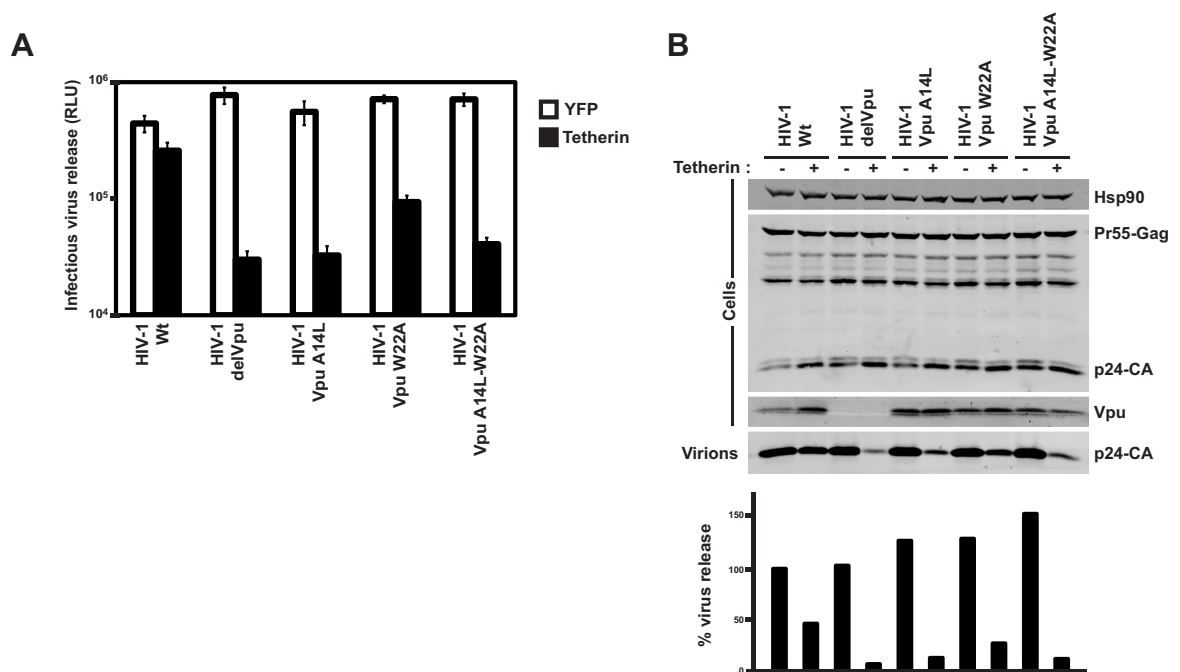 A
Infectious virus release (RLU)
10⁶
10⁵
10⁴
YFP
Tetherin
HIV-1
Wt
HIV-1
delVpu
HIV-1
Vpu A14L
HIV-1
Vpu W22A
HIV-1
Vpu A14L-W22A
B
HIV-1
Wt
HIV-1
delVpu
HIV-1
Vpu A14L
HIV-1
Vpu W22A
HIV-1
Vpu A14L-W22A
Tetherin : - + - + - + - + - +
Cells
Hsp90
Pr55-Gag
p24-CA
Vpu
Virions p24-CA
% virus release
150
100
50
0